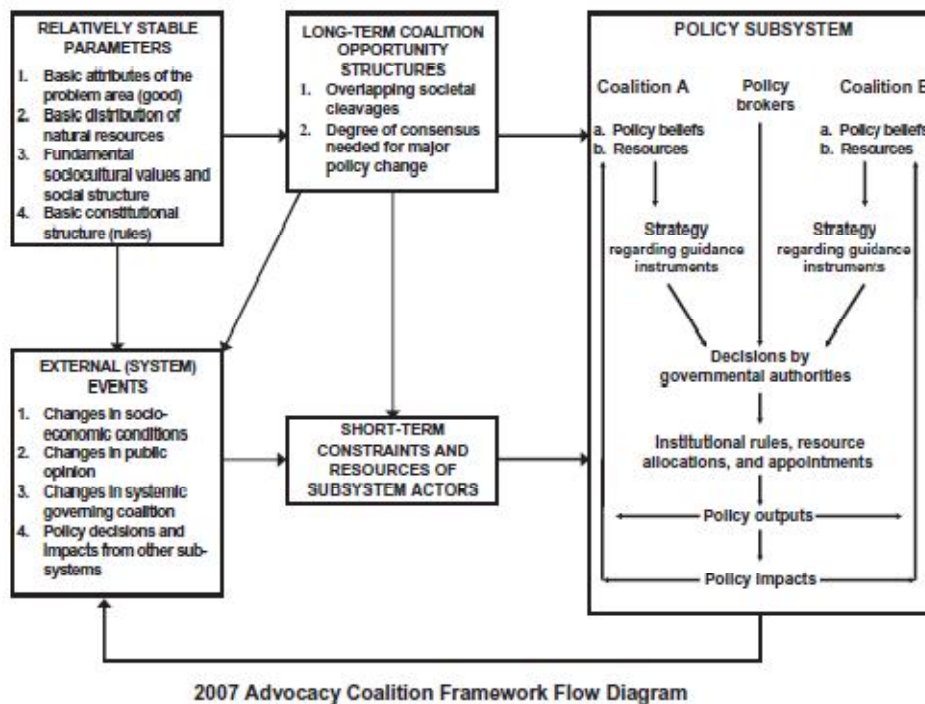 RELATIVELY STABLE
PARAMETERS
1. Basic attributes of the
problem area (good)
2. Basic distribution of
natural resources
3. Fundamental
sociocultural values and
social structure
4. Basic constitutional
structure (rules)
LONG-TERM COALITION
OPPORTUNITY
STRUCTURES
1. Overlapping societal
cleavages
2. Degree of consensus
needed for major
policy change
POLICY SUBSYSTEM
Coalition A
a. Policy beliefs
b. Resources
Strategy
regarding guidance
instruments
Policy
brokers
Coalition B
a. Policy beliefs
b. Resources
Strategy
regarding guidance
instruments
Decisions by
governmental authorities
Institutional rules, resource
allocations, and appointments
Policy outputs
Policy impacts
EXTERNAL (SYSTEM)
EVENTS
1. Changes in socio-
economic conditions
2. Changes in public
opinion
3. Changes in systemic
governing coalition
4. Policy decisions and
impacts from other sub-
systems
SHORT-TERM
CONSTRAINTS AND
RESOURCES OF
SUBSYSTEM ACTORS
2007 Advocacy Coalition Framework Flow Diagram